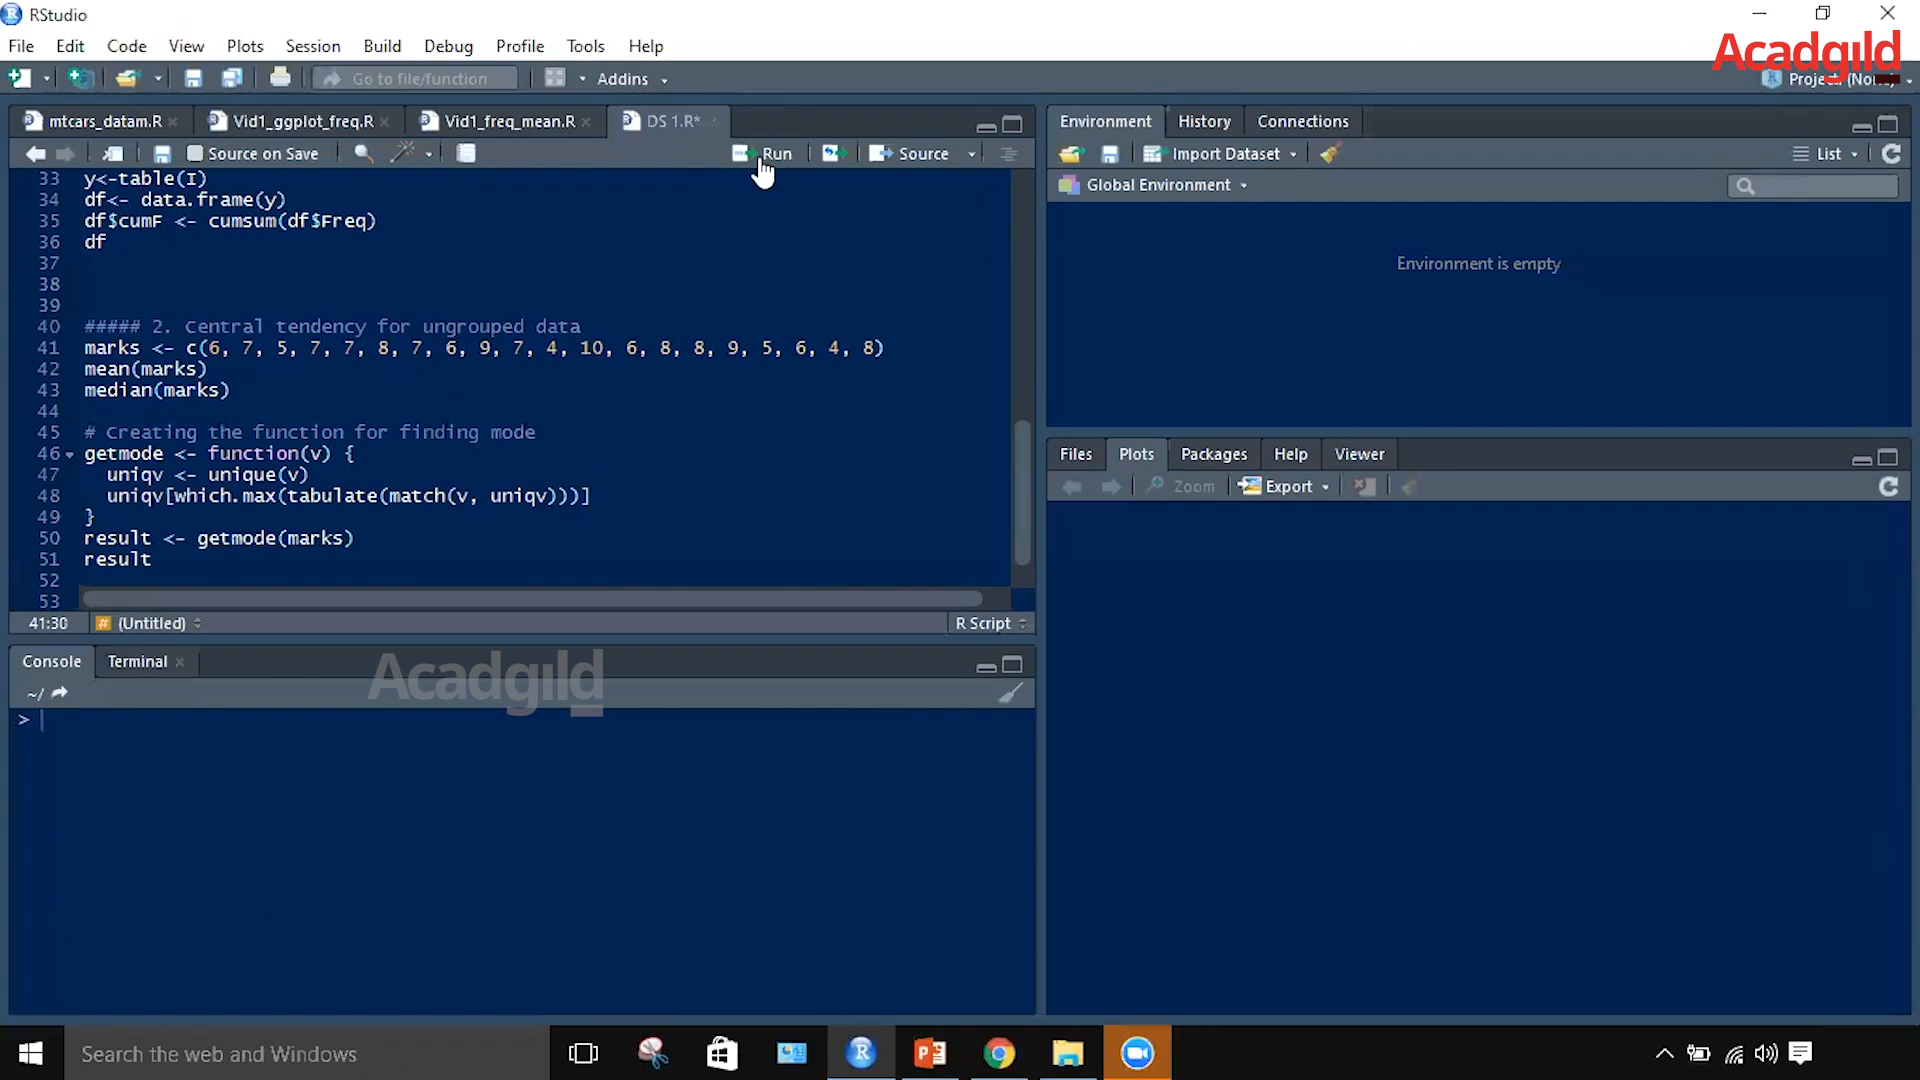 RStudio
File Edit Code View Plots Session Build Debug Profile Tools Help
Acadgild
Go to file/function Addins
mtcars_datam.R Vid1_ggplot_freq.R Vid1_freq_mean.R DS 1.R*
Source on Save Run Source
33 y<-table(I)
34 df<- data.frame(y)
35 df$cumF <- cumsum(df$Freq)
36 df
37
38
39
40 ##### 2. Central tendency for ungrouped data
41 marks <- c(6, 7, 5, 7, 7, 8, 7, 6, 9, 7, 4, 10, 6, 8, 8, 9, 5, 6, 4, 8)
42 mean(marks)
43 median(marks)
44
45 # Creating the function for finding mode
46 getmode <- function(v) {
47 uniqv <- unique(v)
48 uniqv[which.max(tabulate(match(v, uniqv)))]
49 }
50 result <- getmode(marks)
51 result
52
53
41:30 # (Untitled) R Script
Console Terminal
Acadgild
~/
>
Environment History Connections
Import Dataset List
Global Environment
Environment is empty
Files Plots Packages Help Viewer
Zoom Export
Search the web and Windows